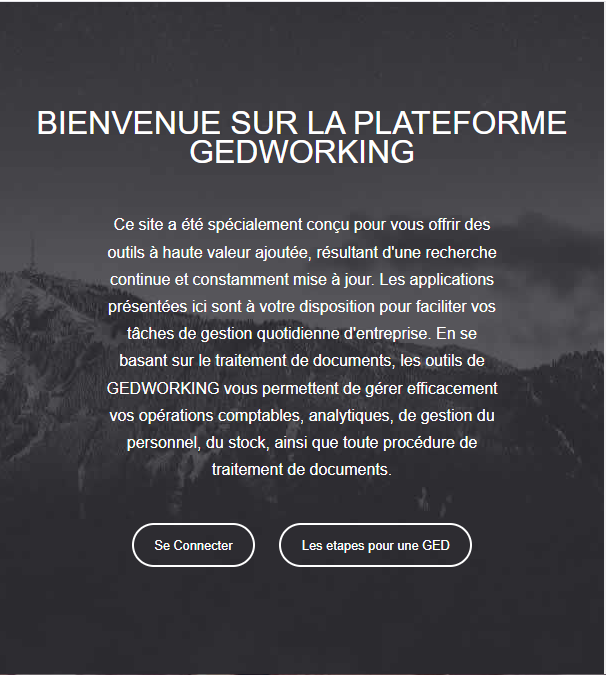 BIENVENUE SUR LA PLATEFORME
GEDWORKING
Ce site a été spécialement conçu pour vous offrir des
outils à haute valeur ajoutée, résultant d'une recherche
continue et constamment mise à jour. Les applications
présentées ici sont à votre disposition pour faciliter vos
tâches de gestion quotidienne d'entreprise. En se
basant sur le traitement de documents, les outils de
GEDWORKING vous permettent de gérer efficacement
vos opérations comptables, analytiques, de gestion du
personnel, du stock, ainsi que toute procédure de
traitement de documents.
Se Connecter
Les etapes pour une GED